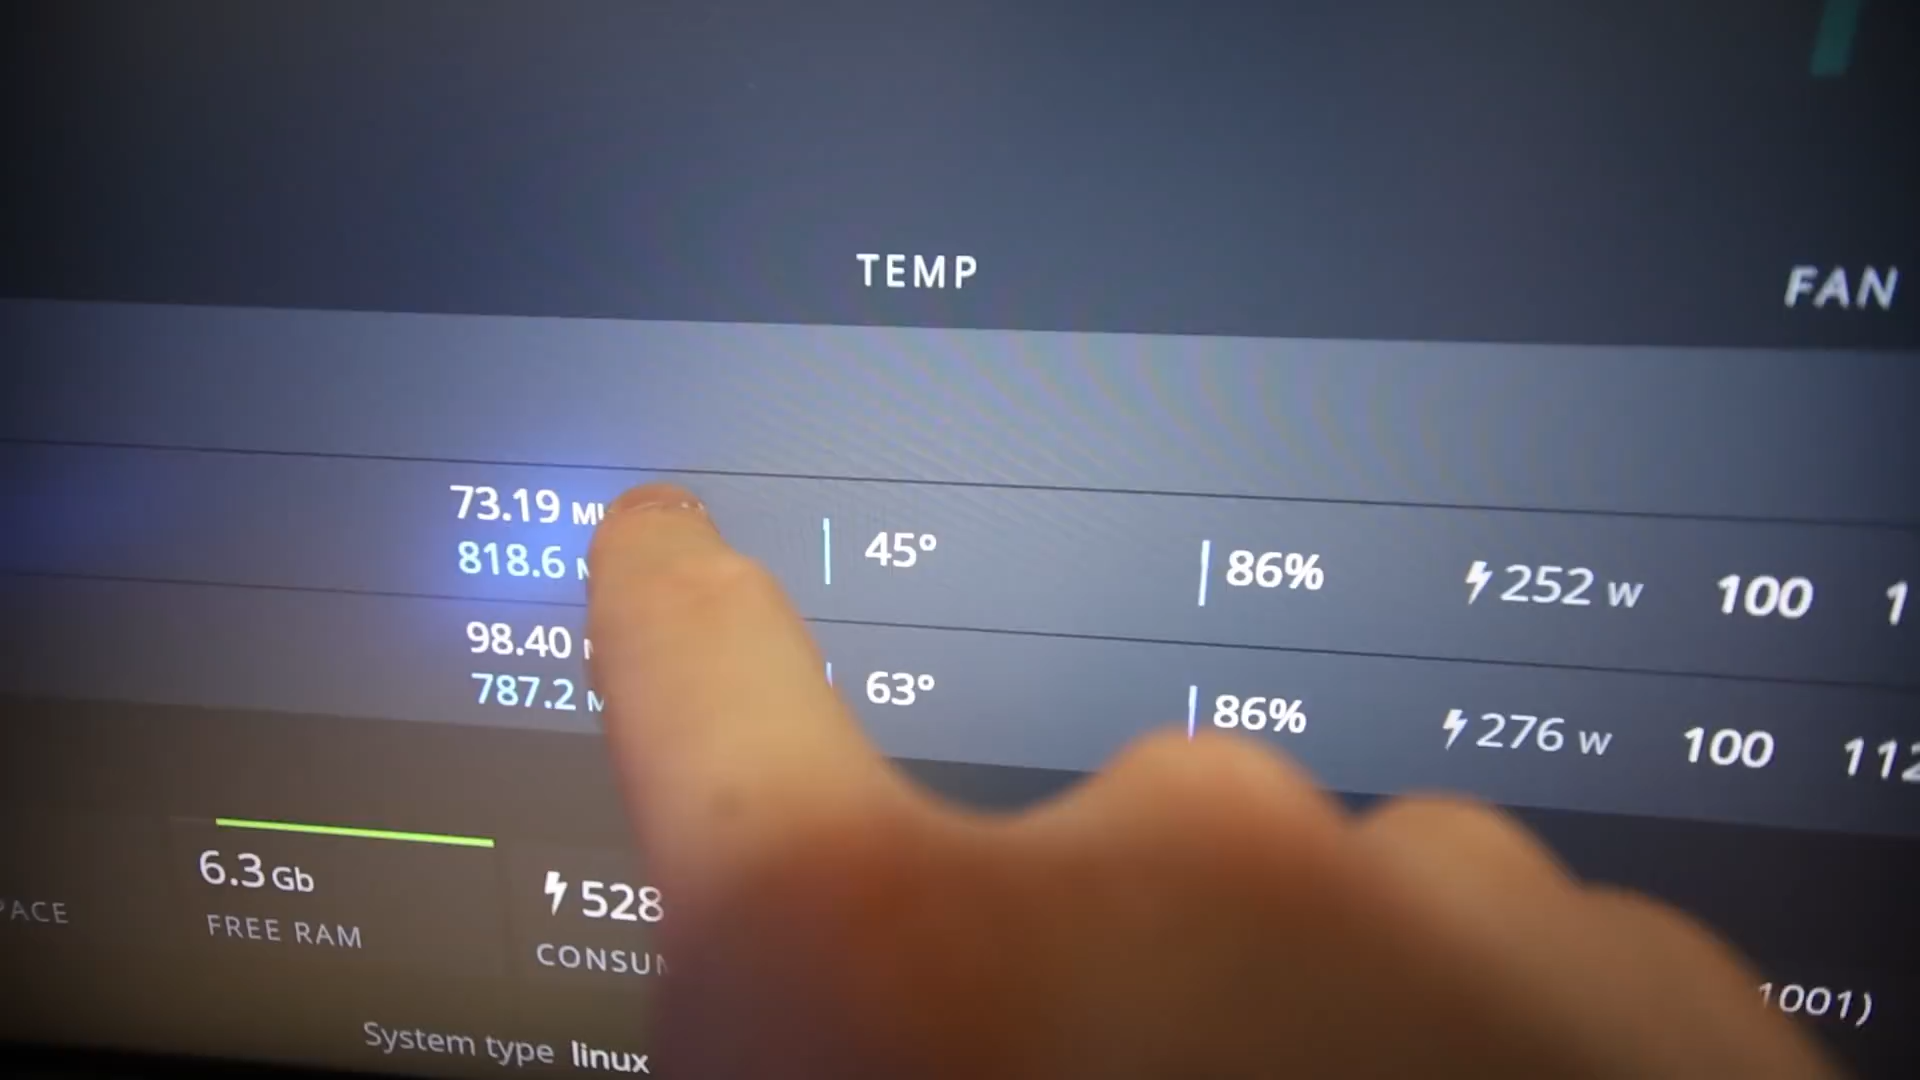 TEMP FAN
73.19
818.6
45° 86% 252 W 100
98.40
787.2
63° 86% 276 W 100
6.3 Gb
FREE RAM
528
System type linux
1001)